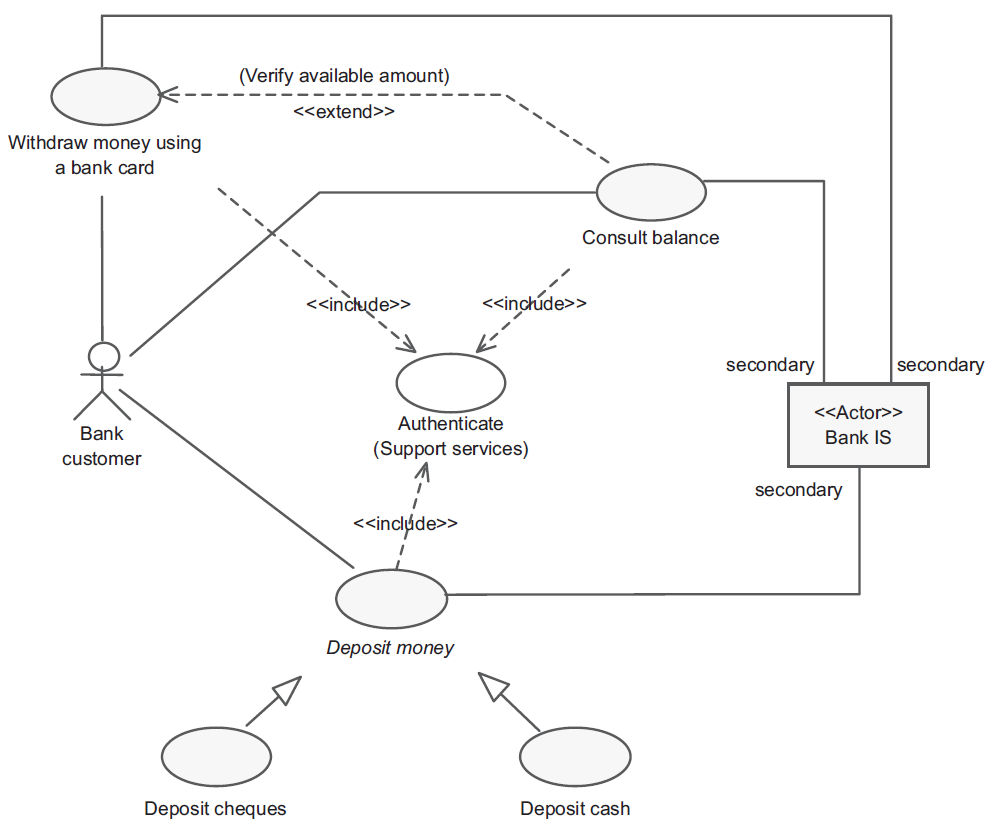 (Verify available amount)
<<extend>>
Withdraw money using
a bank card
Consult balance
<<include>>
<<include>>
secondary
secondary
Authenticate
(Support services)
<<Actor>>
Bank IS
Bank
customer
secondary
<<include>>
Deposit money
Deposit cheques
Deposit cash